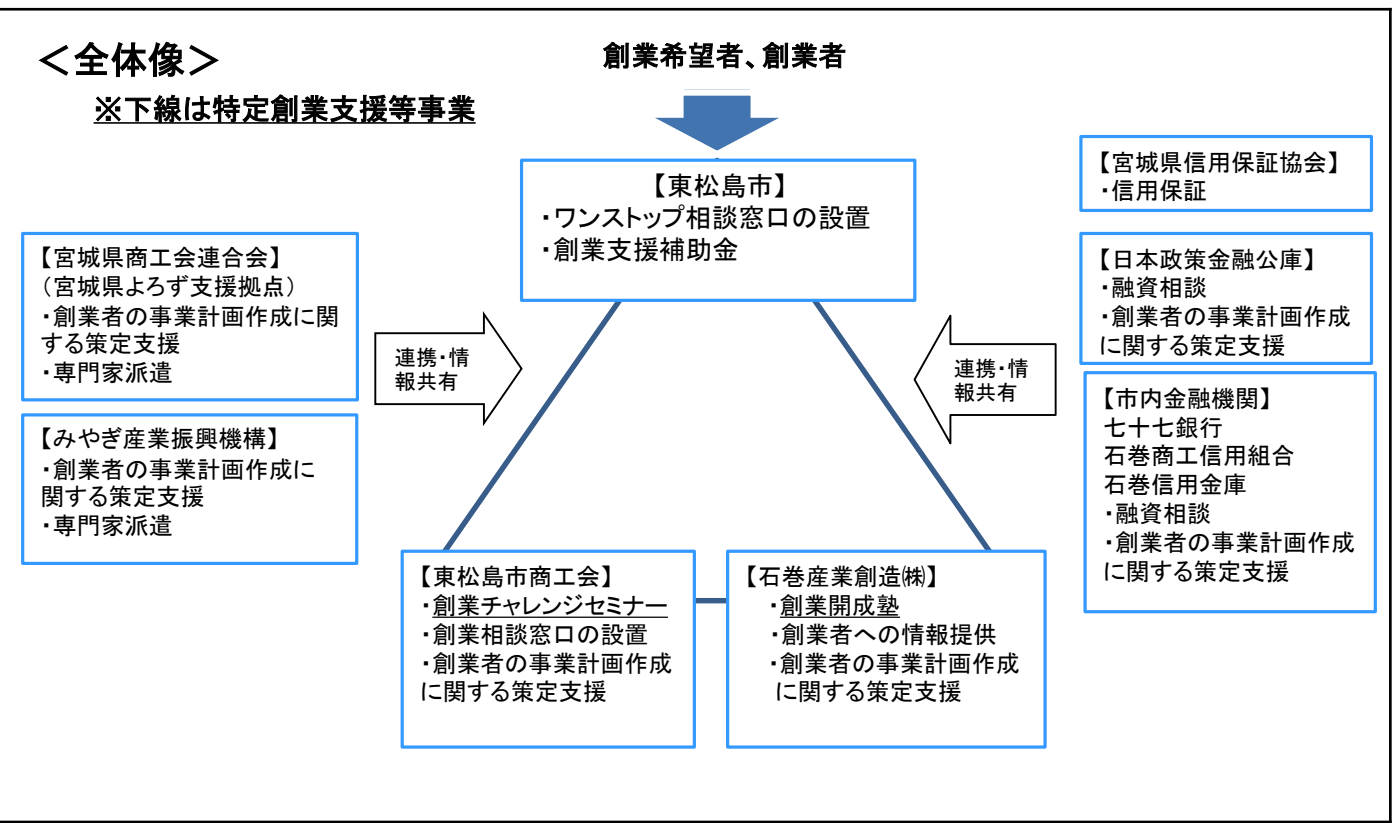 <全体像>
※下線は特定創業支援等事業
創業希望者、創業者
【東松島市】
・ワンストップ相談窓口の設置
・創業支援補助金
【宮城県商工会連合会】
(宮城県よろず支援拠点)
・創業者の事業計画作成に関
する策定支援
・専門家派遣
【みやぎ産業振興機構】
・創業者の事業計画作成に
関する策定支援
・専門家派遣
連携・情
報共有
連携・情
報共有
【宮城県信用保証協会】
・信用保証
【日本政策金融公庫】
・融資相談
・創業者の事業計画作成
に関する策定支援
【市内金融機関】
七十七銀行
石巻商工信用組合
石巻信用金庫
・融資相談
・創業者の事業計画作成
に関する策定支援
【東松島市商工会】
・創業チャレンジセミナー
・創業相談窓口の設置
・創業者の事業計画作成
に関する策定支援
【石巻産業創造㈱】
・創業開成塾
・創業者への情報提供
・創業者の事業計画作成
に関する策定支援